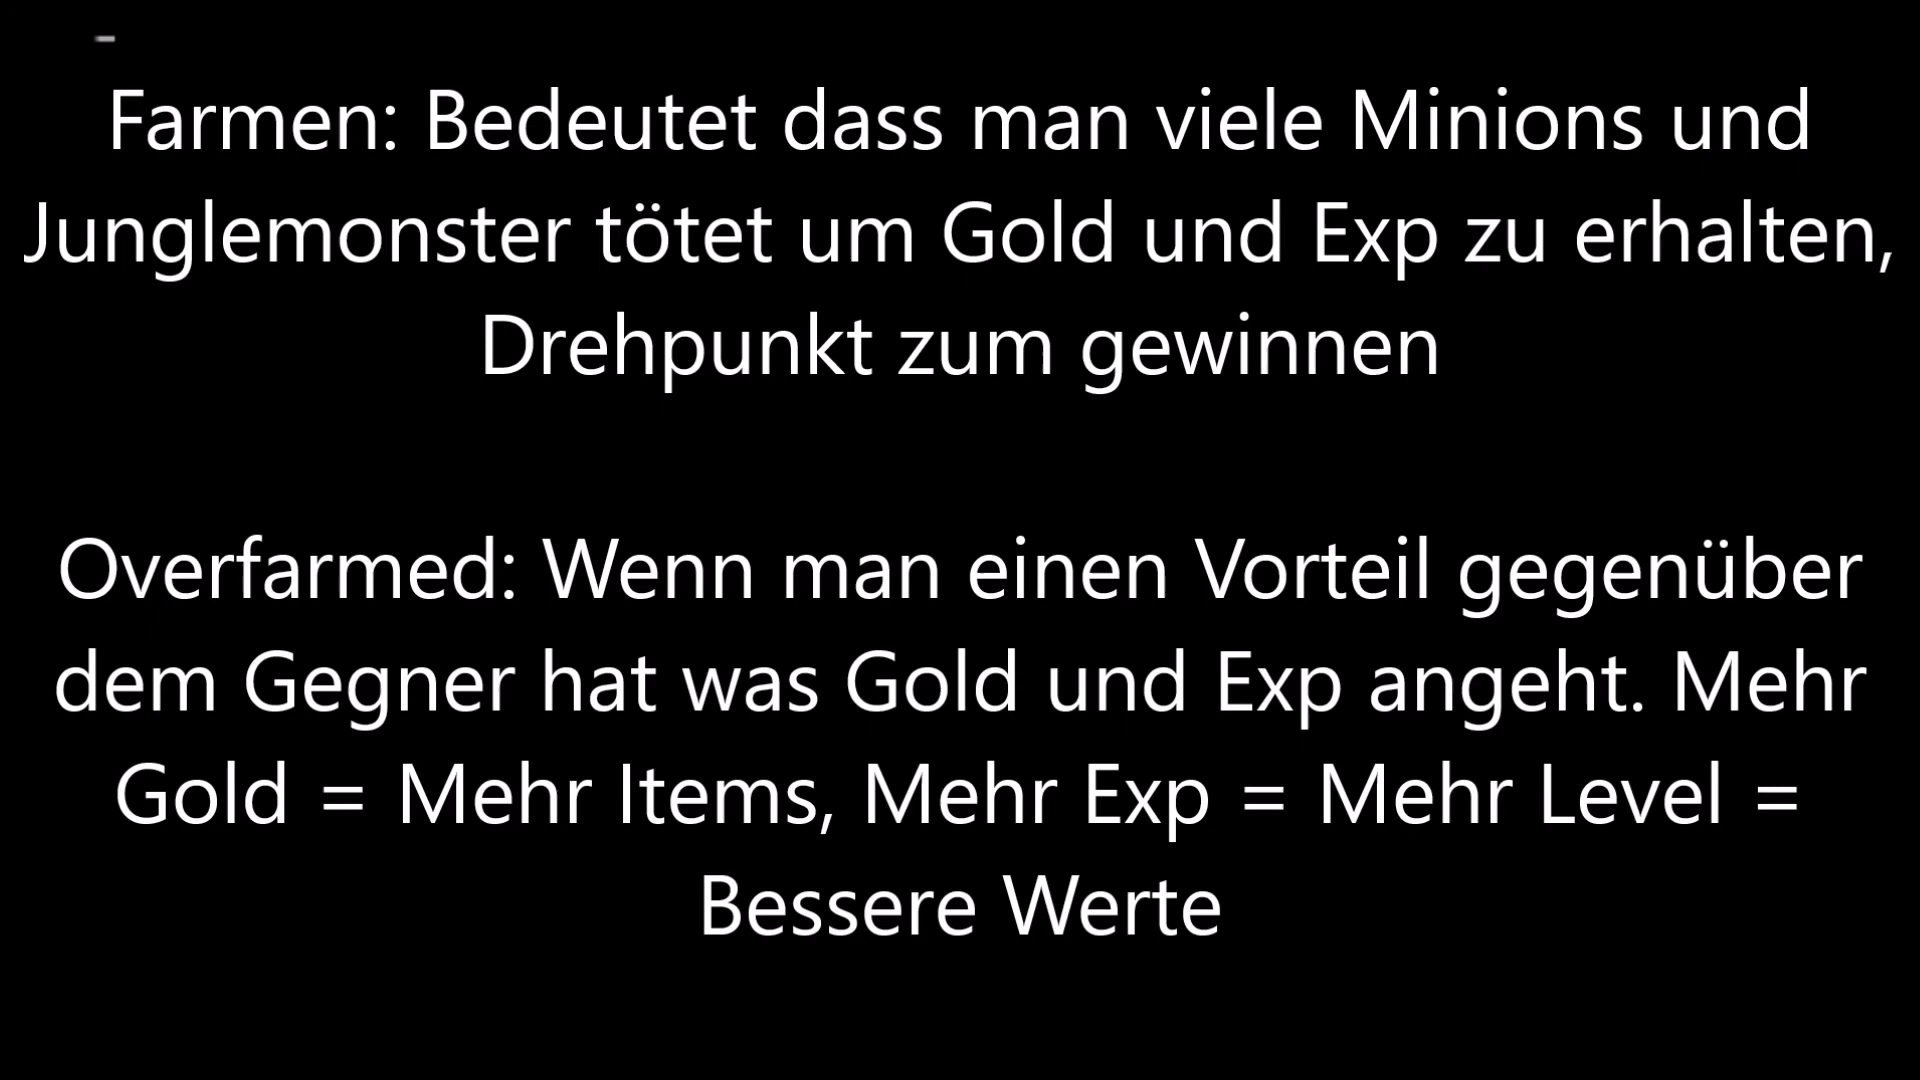 Farmen: Bedeutet dass man viele Minions und
Junglemonster tötet um Gold und Exp zu erhalten,
Drehpunkt zum gewinnen
Overfarmed: Wenn man einen Vorteil gegenüber
dem Gegner hat was Gold und Exp angeht. Mehr
Gold = Mehr Items, Mehr Exp = Mehr Level =
Bessere Werte